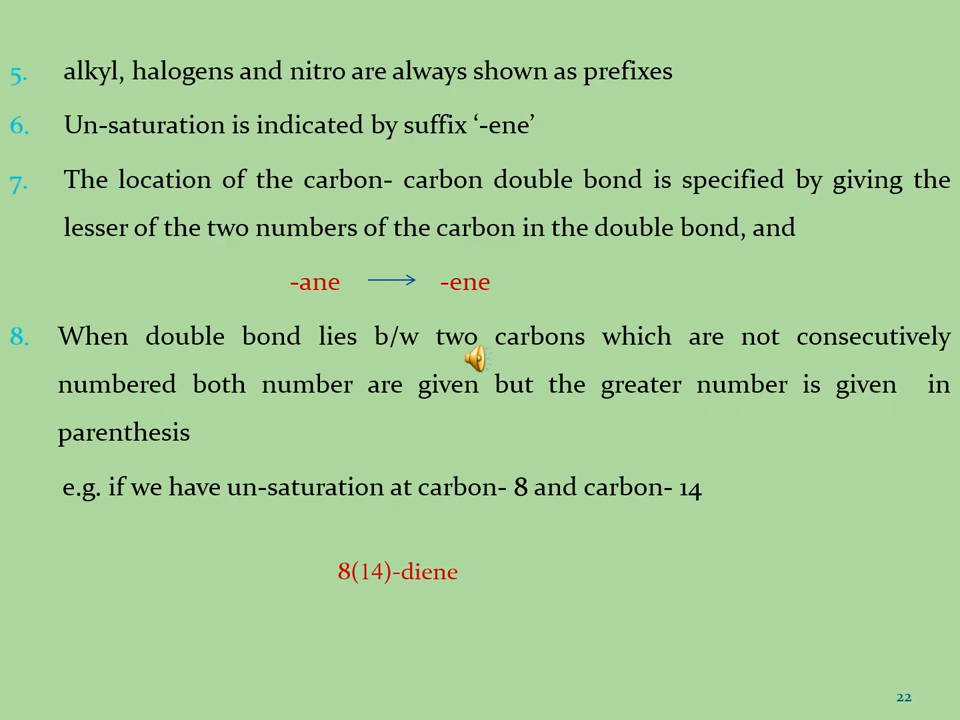 5. alkyl, halogens and nitro are always shown as prefixes
6. Un-saturation is indicated by suffix ‘-ene’
7. The location of the carbon- carbon double bond is specified by giving the
lesser of the two numbers of the carbon in the double bond, and
-ane -ene
8. When double bond lies b/w two carbons which are not consecutively
numbered both number are given but the greater number is given in
parenthesis
e.g. if we have un-saturation at carbon- 8 and carbon- 14
8(14)-diene
22